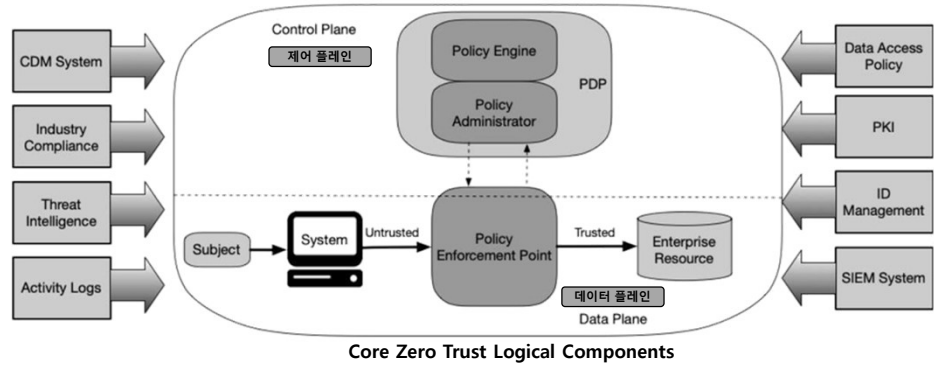 Control Plane
제어 플레인
Policy Engine
Policy
Administrator
PDP
CDM System
Industry
Compliance
Threat
Intelligence
Activity Logs
Data Access
Policy
PKI
ID
Management
SIEM System
Subject
System
Untrusted
Policy
Enforcement Point
Trusted
Enterprise
Resource
데이터 플레인
Data Plane
Core Zero Trust Logical Components